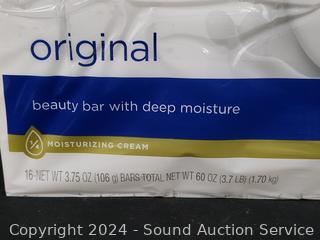 original
beauty bar with deep moisture
¼ MOISTURIZING CREAM
16-NET WT 3.75 OZ (106 g) BARS TOTAL NET WT 60 OZ (3.7 LB) (1.70 kg)
Copyright 2024 - Sound Auction Service